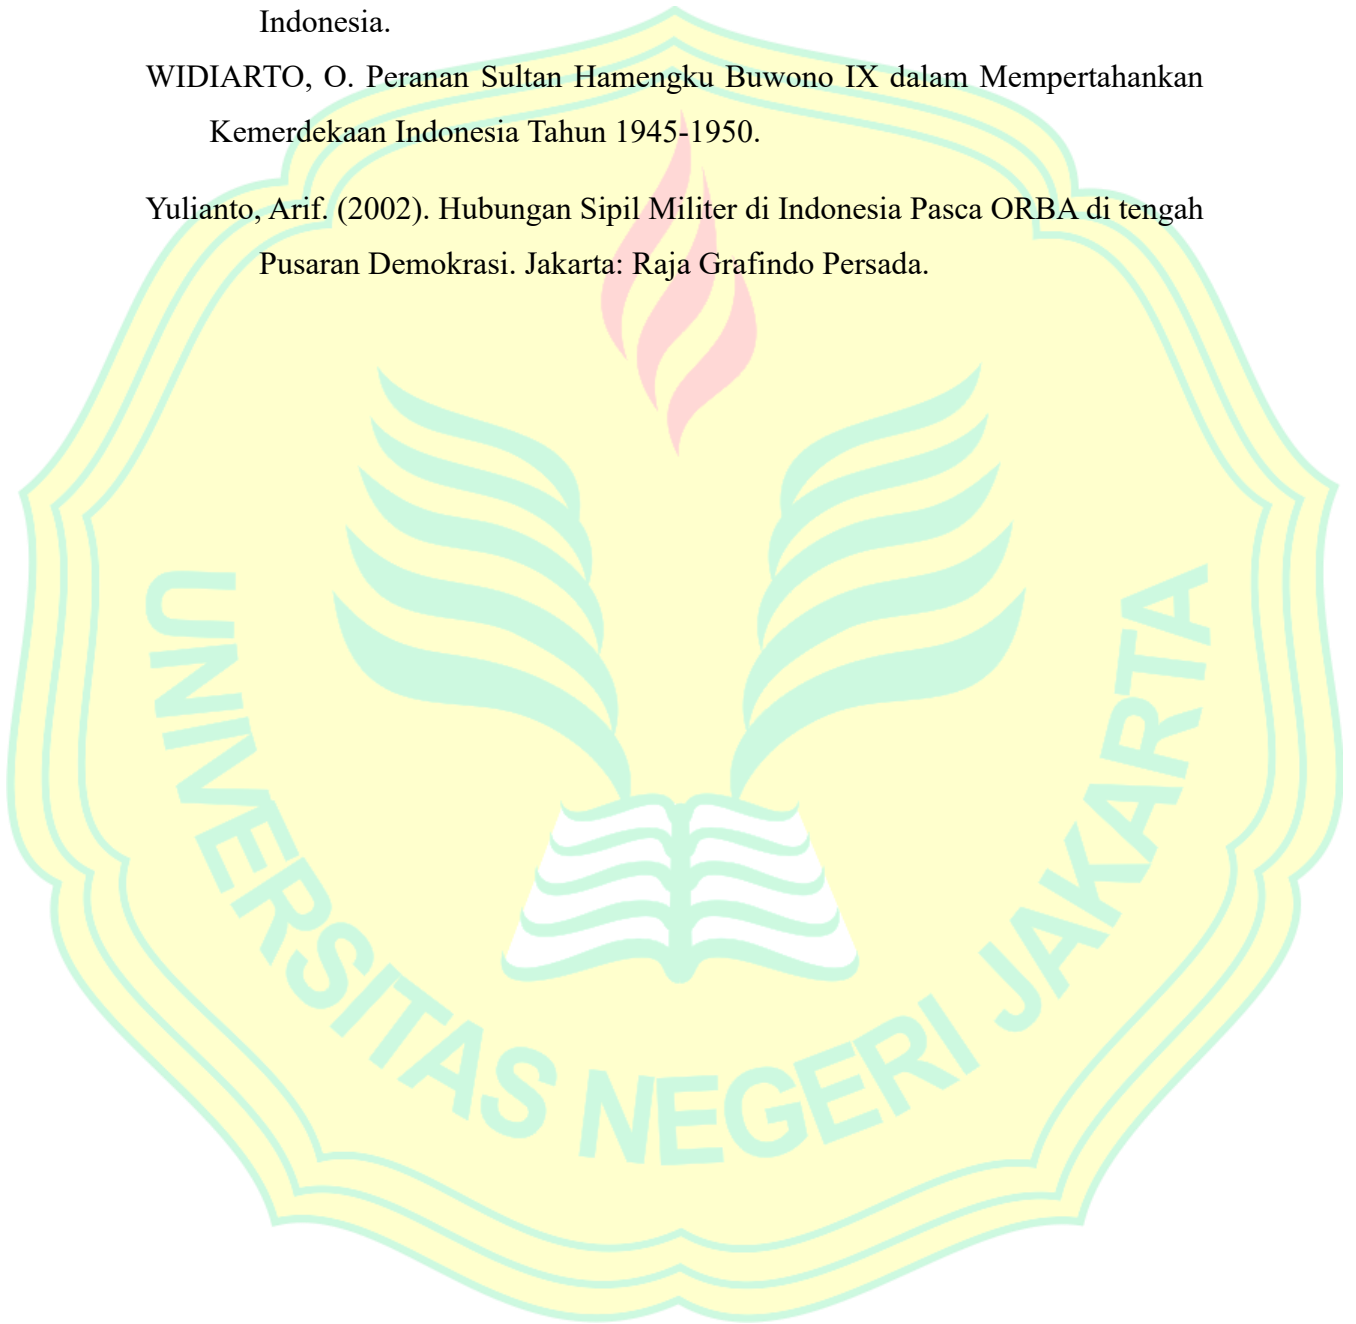 Indonesia.
WIDIARTO, O. Peranan Sultan Hamengku Buwono IX dalam Mempertahankan
Kemerdekaan Indonesia Tahun 1945-1950.
Yulianto, Arif. (2002). Hubungan Sipil Militer di Indonesia Pasca ORBA di tengah
Pusaran Demokrasi. Jakarta: Raja Grafindo Persada.
UNIVERSITAS NEGERI JAKARTA